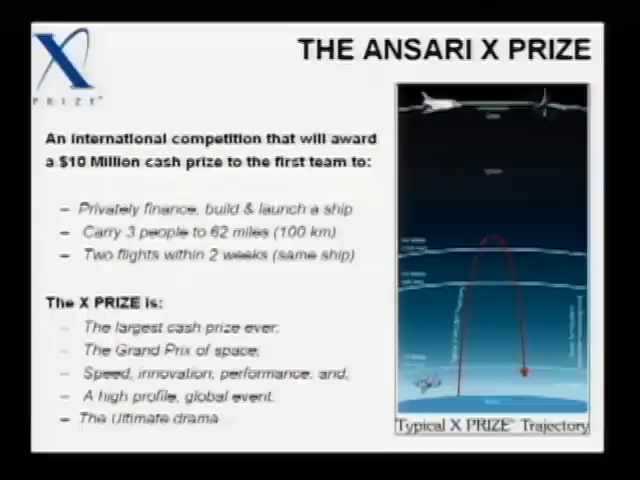 X
PRIZE™
THE ANSARI X PRIZE
An international competition that will award
a $10 Million cash prize to the first team to:
– Privately finance, build & launch a ship
– Carry 3 people to 62 miles (100 km)
– Two flights within 2 weeks (same ship)
The X PRIZE is:
– The largest cash prize ever,
– The Grand Prix of space,
– Speed, innovation, performance, and,
– A high profile, global event.
– The Ultimate drama
Typical X PRIZE™ Trajectory